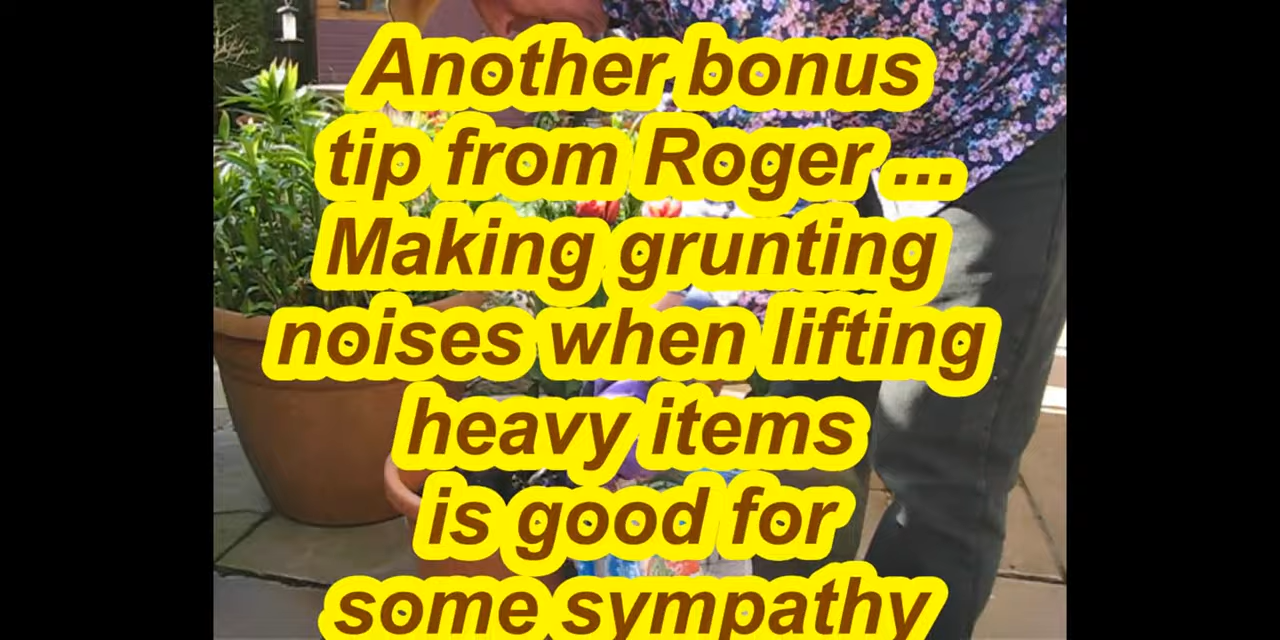 Another bonus
tip from Roger ...
Making grunting
noises when lifting
heavy items
is good for
some sympathy